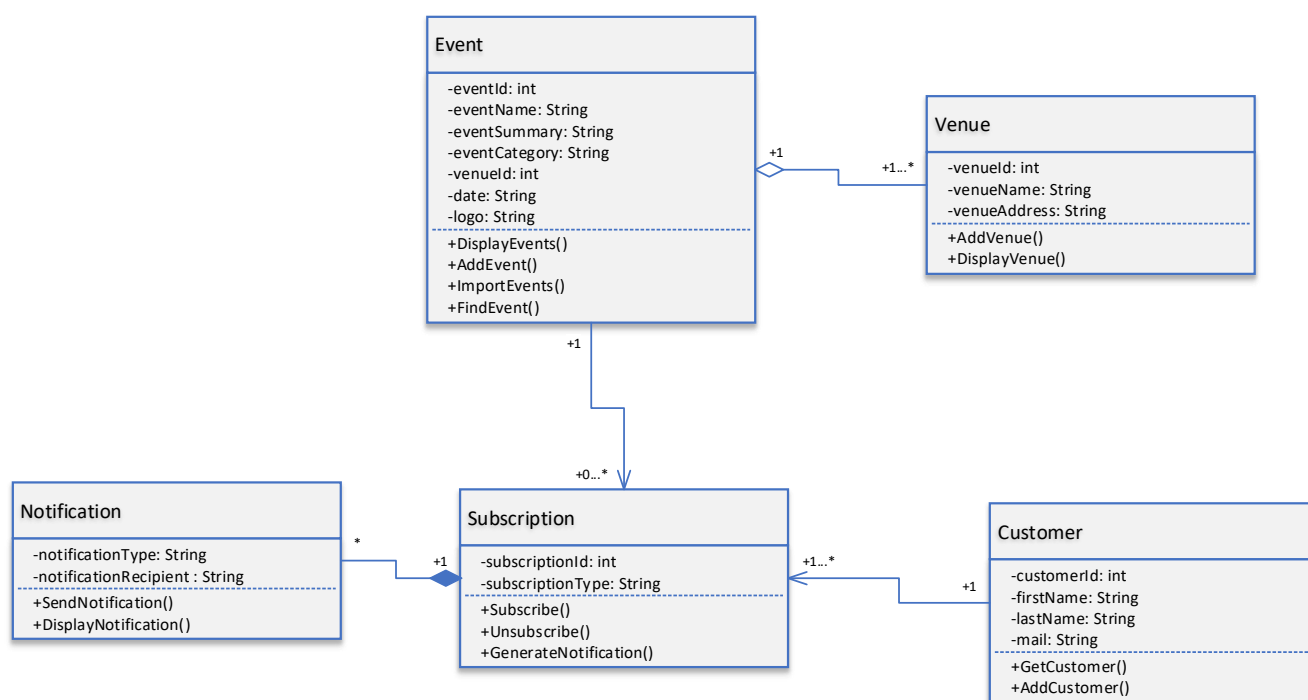 Event
-eventId: int
-eventName: String
-eventSummary: String
-eventCategory: String
-venueId: int
-date: String
-logo: String
+DisplayEvents()
+AddEvent()
+ImportEvents()
+FindEvent()
+1
+1...*
Venue
-venueId: int
-venueName: String
-venueAddress: String
+AddVenue()
+DisplayVenue()
+1
+0...*
Notification
-notificationType: String
-notificationRecipient : String
+SendNotification()
+DisplayNotification()
*
+1
Subscription
-subscriptionId: int
-subscriptionType: String
+Subscribe()
+Unsubscribe()
+GenerateNotification()
+1...*
+1
Customer
-customerId: int
-firstName: String
-lastName: String
-mail: String
+GetCustomer()
+AddCustomer()